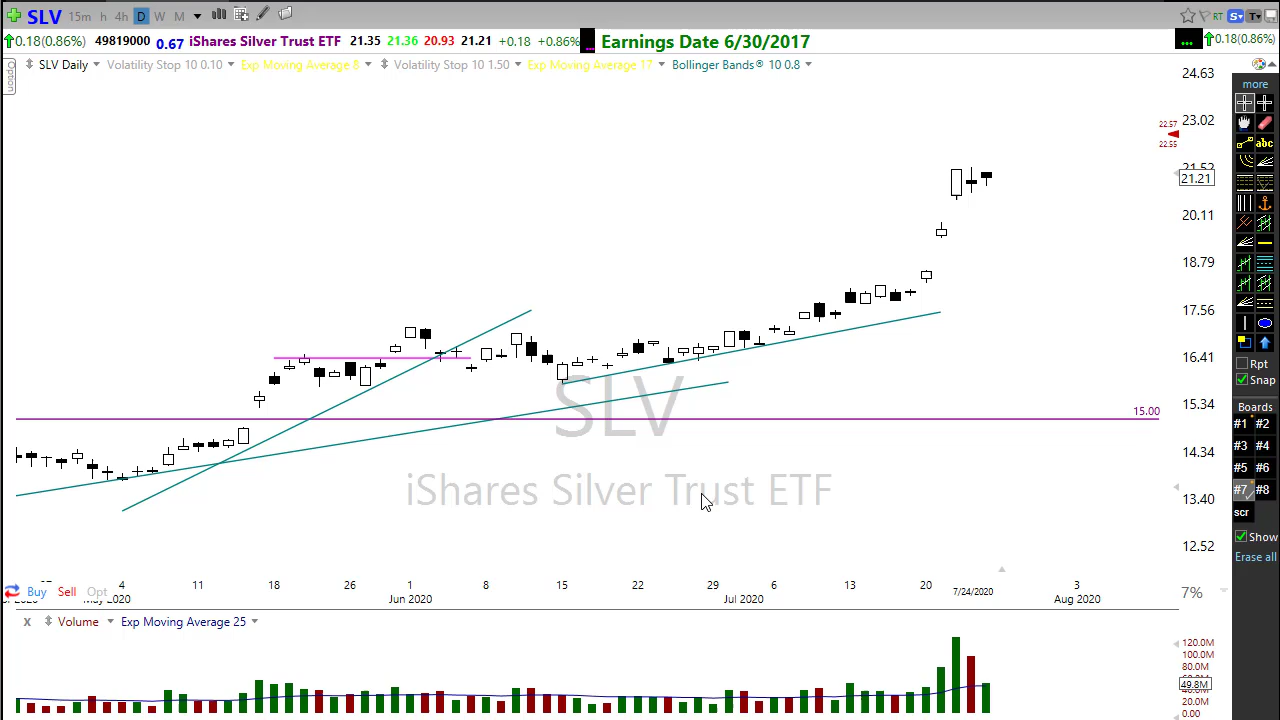 SLV 15m h 4h D W M RT S T
0.18(0.86%) 49819000 0.67 iShares Silver Trust ETF 21.35 21.36 20.93 21.21 +0.18 +0.86% ... Earnings Date 6/30/2017 ... 0.18(0.86%)
SLV Daily Volatility Stop 10 0.10 Exp Moving Average 8 Volatility Stop 10 1.50 Exp Moving Average 17 Bollinger Bands® 10 0.8
Option
24.63
more
23.02
22.57
22.55
abc
21.52
21.21
20.11
18.79
17.56
16.41
Rpt
Snap
15.34
15.00
Boards
#1 #2
#3 #4
#5 #6
#7 #8
scr
Show
Erase all
SLV
iShares Silver Trust ETF
14.34
13.40
12.52
Buy Sell Opt
4 11 18 26 1 8 15 22 29 6 13 20 7/24/2020 3
2020 Jun 2020 Jul 2020 Aug 2020
7%
x Volume Exp Moving Average 25
120.0M
100.0M
80.0M
49.8M
20.0M
0.00